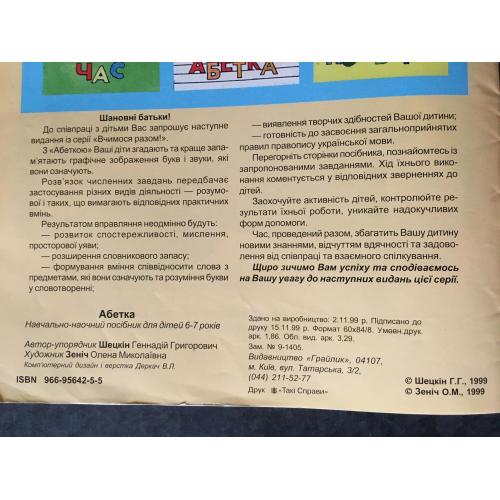 ЧАС
АБЕТКА
Шановні батьки!
До співпраці з дітьми Вас запрошує наступне
видання із серії «Вчимося разом!».
З «Абеткою» Ваші діти згадають та краще запа-
м'ятають графічне зображення букв і звуки, які
вони означають.
Розв'язок численних завдань передбачає
застосування різних видів діяльності — розумо-
вої і таких, що вимагають відповідних практичних
вмінь.
Результатом вправляння неодмінно будуть:
— розвиток спостережливості, мислення,
просторової уяви;
— розширення словникового запасу;
— формування вміння співвідносити слова з
предметами, які вони означають та розуміння букви
у словотворенні;
— виявлення творчих здібностей Вашої дитини;
— готовність до засвоєння загальноприйнятих
правил правопису української мови.
Перегорніть сторінки посібника, познайомтесь із
запропонованими завданнями. Хід їхнього вико-
нання коментується у відповідних зверненнях до
дітей.
Заохочуйте активність дітей, контролюйте ре-
зультати їхньої роботи, уникайте надокучливих
форм допомоги.
Час, проведений разом, збагатить Вашу дитину
новими знаннями, відчуттям вдячності та задово-
лення від співпраці та взаємного спілкування.
Щиро зичимо Вам успіху та сподіваємось
на Вашу увагу до наступних видань цієї серії.
Абетка
Навчально-наочний посібник для дітей 6-7 років
Автор-упорядник Шецкін Геннадій Григорович
Художник Зеніч Олена Миколаївна
Комп'ютерний дизайн і верстка Деркач В.Л.
ISBN 966-95642-5-5
Здано на виробництво: 2.11.99 р. Підписано до
друку 15.11.99 р. Формат 60х84/8. Умовн.друк.
арк. 1,86. Обл. вид. арк. 3,29.
Зам. № 9-1405.
Видавництво «Грайлик», 04107,
м. Київ, вул. Татарська, 3/2,
(044) 211-52-77
Друк «Такі Справи»
© Шецкін Г.Г., 1999
© Зеніч О.М., 1999